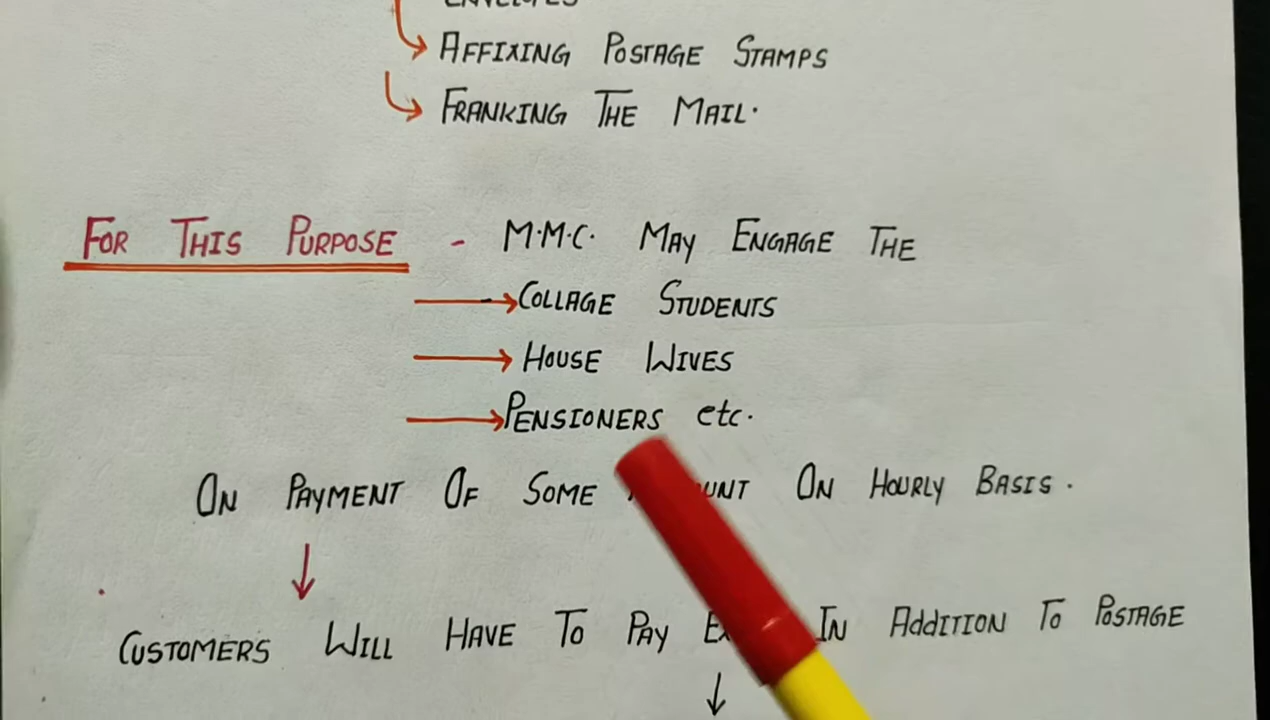 AFFIXING POSTAGE STAMPS
FRANKING THE MAIL.
FOR THIS PURPOSE - M.M.C. MAY ENGAGE THE
COLLAGE STUDENTS
HOUSE WIVES
PENSIONERS etc.
ON PAYMENT OF SOME ON HOURLY BASIS.
CUSTOMERS WILL HAVE TO PAY IN ADDITION TO POSTAGE